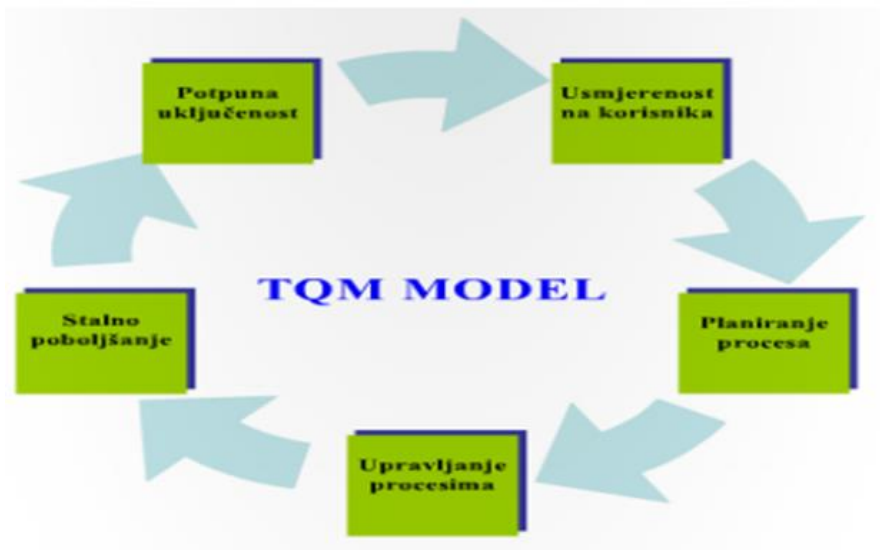 Potpuna
uključenost
Usmjerenost
na korisnika
TQM MODEL
Stalno
poboljšanje
Planiranje
procesa
Upravljanje
procesima